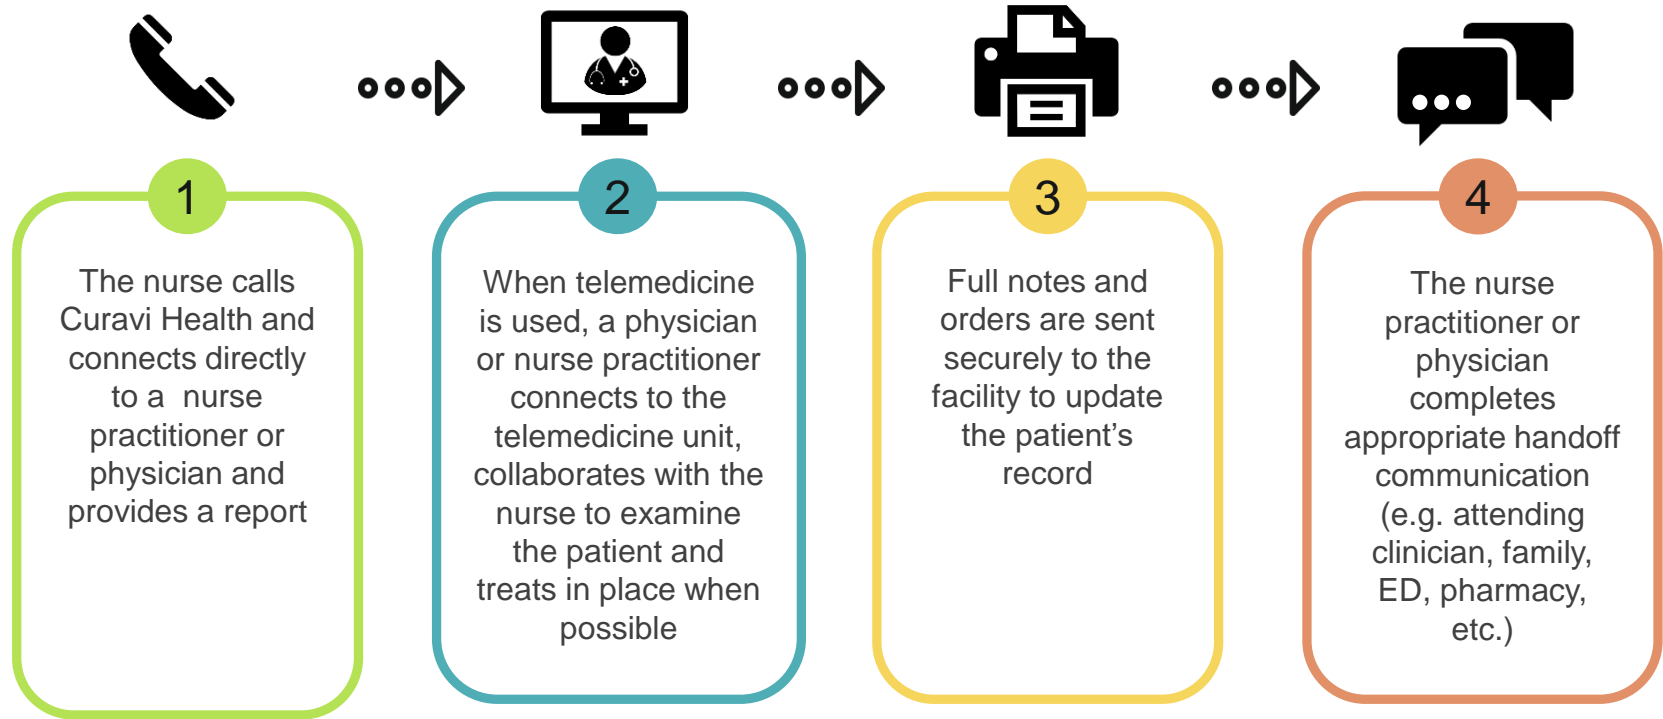 1
The nurse calls
Curavi Health and
connects directly
to a  nurse
practitioner or
physician and
provides a report
2
When telemedicine
is used, a physician
or nurse practitioner
connects to the
telemedicine unit,
collaborates with the
nurse to examine
the patient and
treats in place when
possible
3
Full notes and
orders are sent
securely to the
facility to update
the patient’s
record
4
The nurse
practitioner or
physician
completes
appropriate handoff
communication
(e.g. attending
clinician, family,
ED, pharmacy,
etc.)